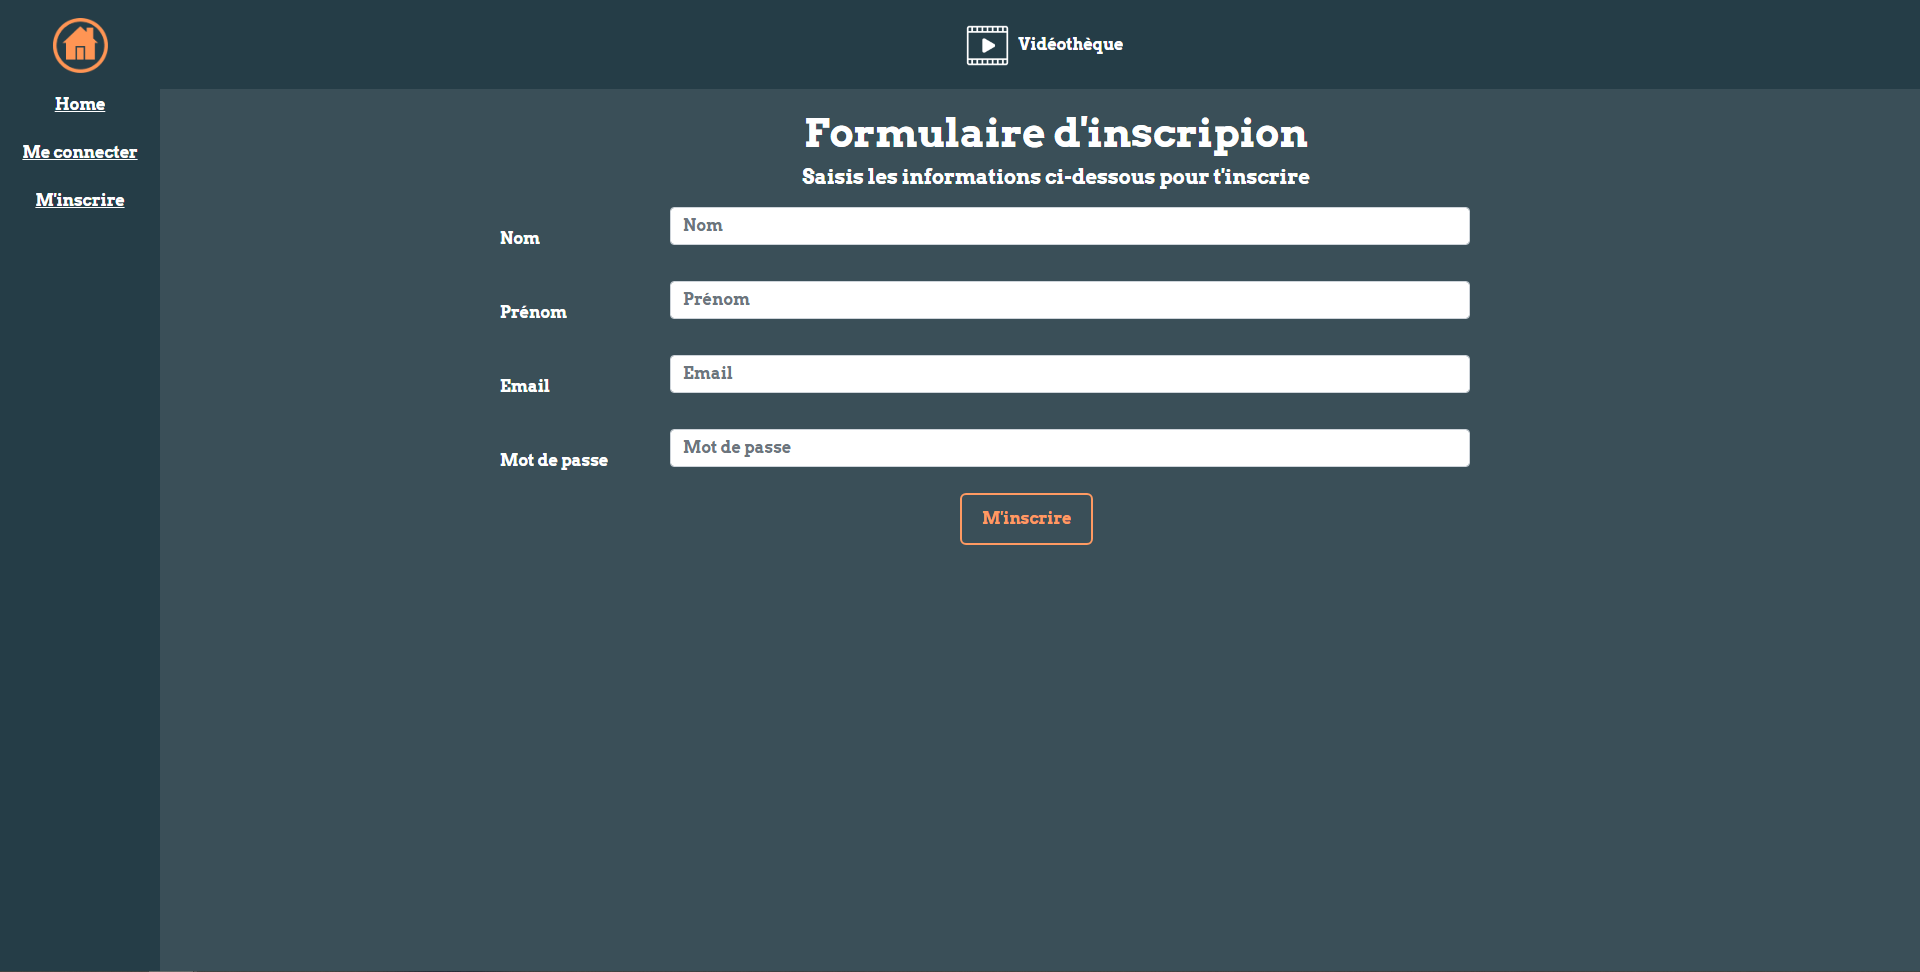 Vidéothèque
Home
Me connecter
M'inscrire
Formulaire d'inscripion
Saisis les informations ci-dessous pour t'inscrire
Nom
Nom
Prénom
Prénom
Email
Email
Mot de passe
Mot de passe
M'inscrire